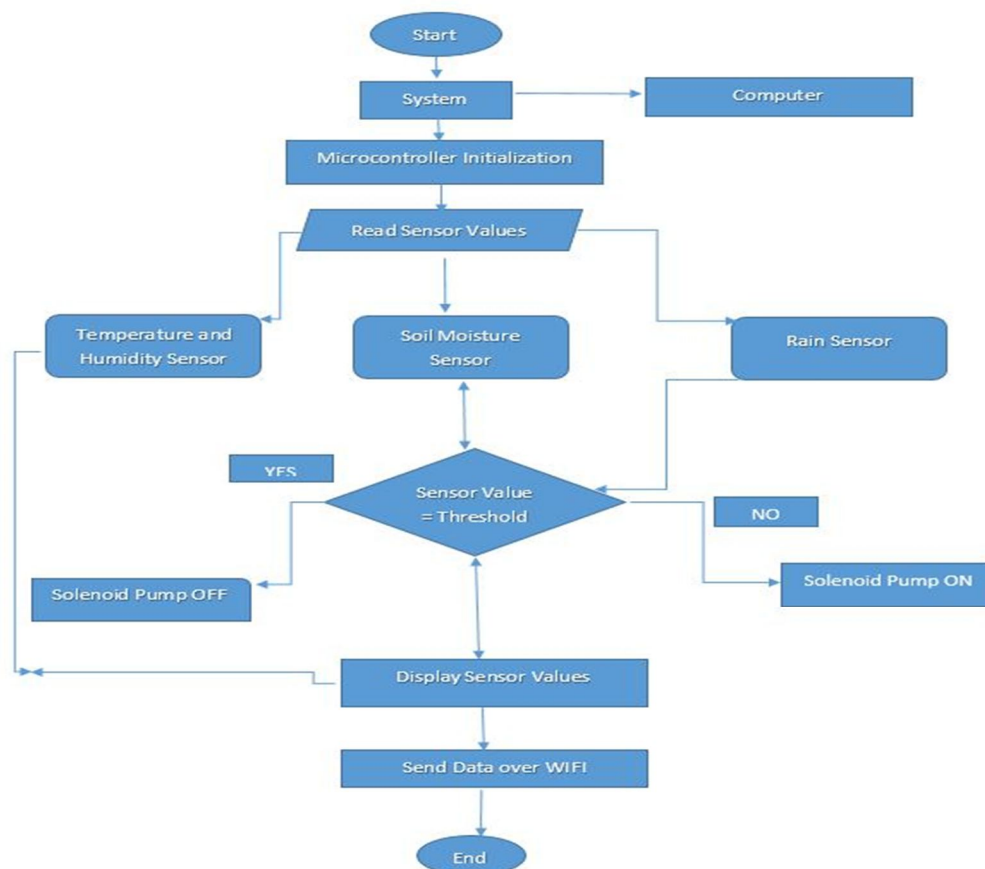 Start
System
Computer
Microcontroller Initialization
Read Sensor Values
Temperature and
Humidity Sensor
Soil Moisture
Sensor
Rain Sensor
YES
Sensor Value
= Threshold
NO
Solenoid Pump OFF
Solenoid Pump ON
Display Sensor Values
Send Data over WIFI
End